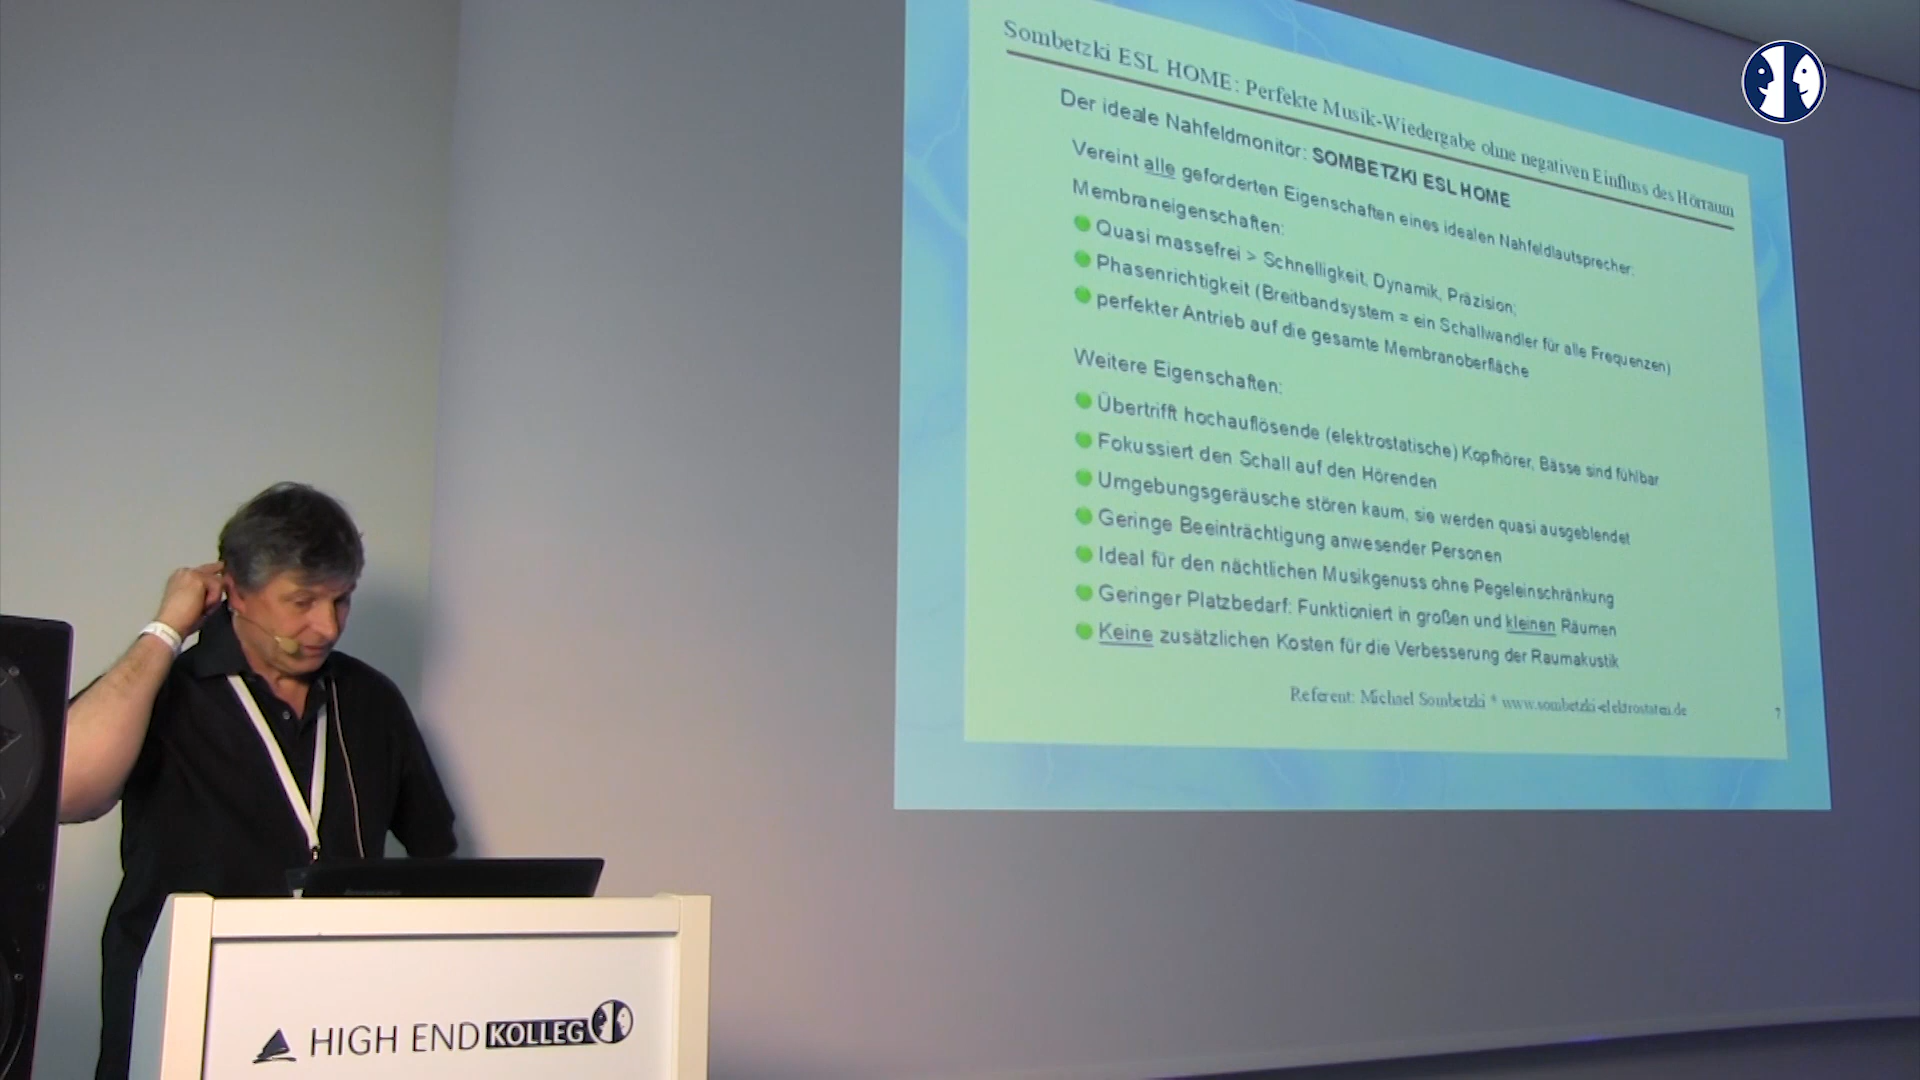 Sombetzki ESL HOME: Perfekte Musik-Wiedergabe ohne negativen Einfluss des Hörraum
Der ideale Nahfeldmonitor: SOMBETZKI ESL HOME
Vereint alle geforderten Eigenschaften eines idealen Nahfeldlautsprecher:
Membraneigenschaften:
Quasi massefrei > Schnelligkeit, Dynamik, Präzision;
Phasenrichtigkeit (Breitbandsystem = ein Schallwandler für alle Frequenzen)
perfekter Antrieb auf die gesamte Membranoberfläche
Weitere Eigenschaften:
Übertrifft hochauflösende (elektrostatische) Kopfhörer, Bässe sind fühlbar
Fokussiert den Schall auf den Hörenden
Umgebungsgeräusche stören kaum, sie werden quasi ausgeblendet
Geringe Beeinträchtigung anwesender Personen
Ideal für den nächtlichen Musikgenuss ohne Pegeleinschränkung
Geringer Platzbedarf: Funktioniert in großen und kleinen Räumen
Keine zusätzlichen Kosten für die Verbesserung der Raumakustik
Referent: Michael Sombetzki * www.sombetzki-elektrostaten.de
7
HIGH END KOLLEG